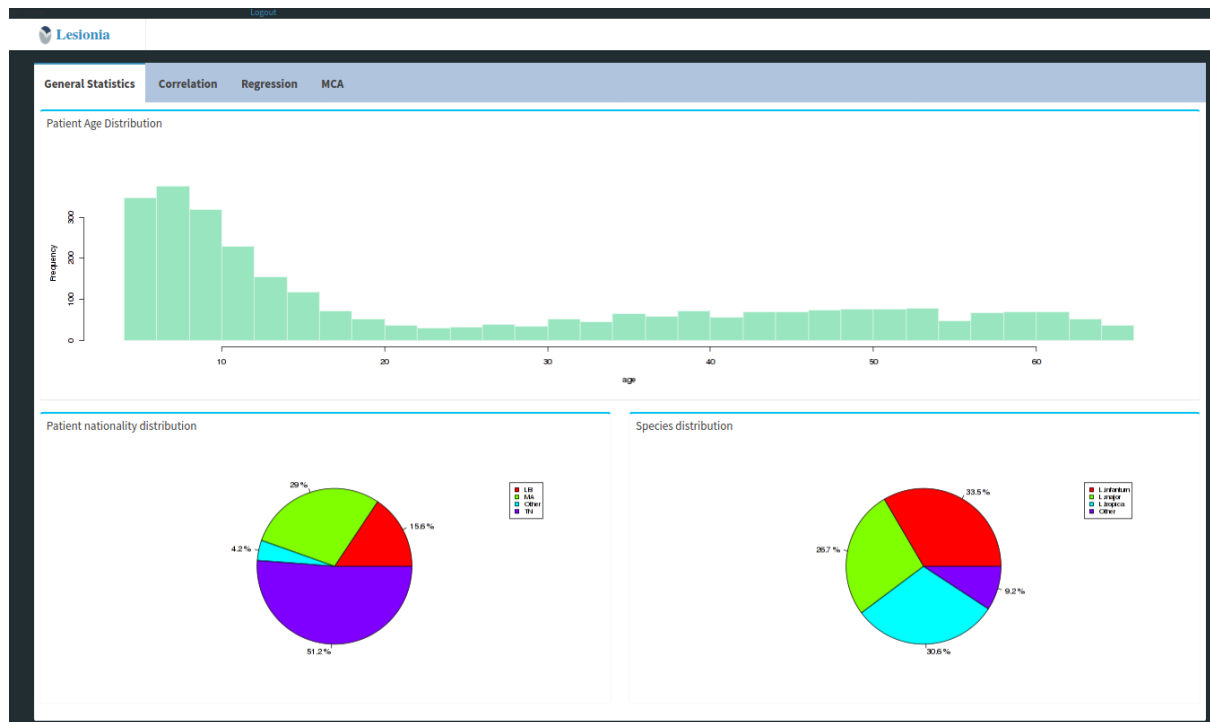 Logout
Lesionia
General Statistics Correlation Regression MCA
Patient Age Distribution
300
200
100
0
Frequency
10 20 30 40 50 60
age
Patient nationality distribution
29 %
15.6 %
4.2 %
51.2 %
LB
MA
Other
TN
Species distribution
33.5 %
26.7 %
9.2 %
30.6 %
L.infantum
L.major
L.tropica
Other